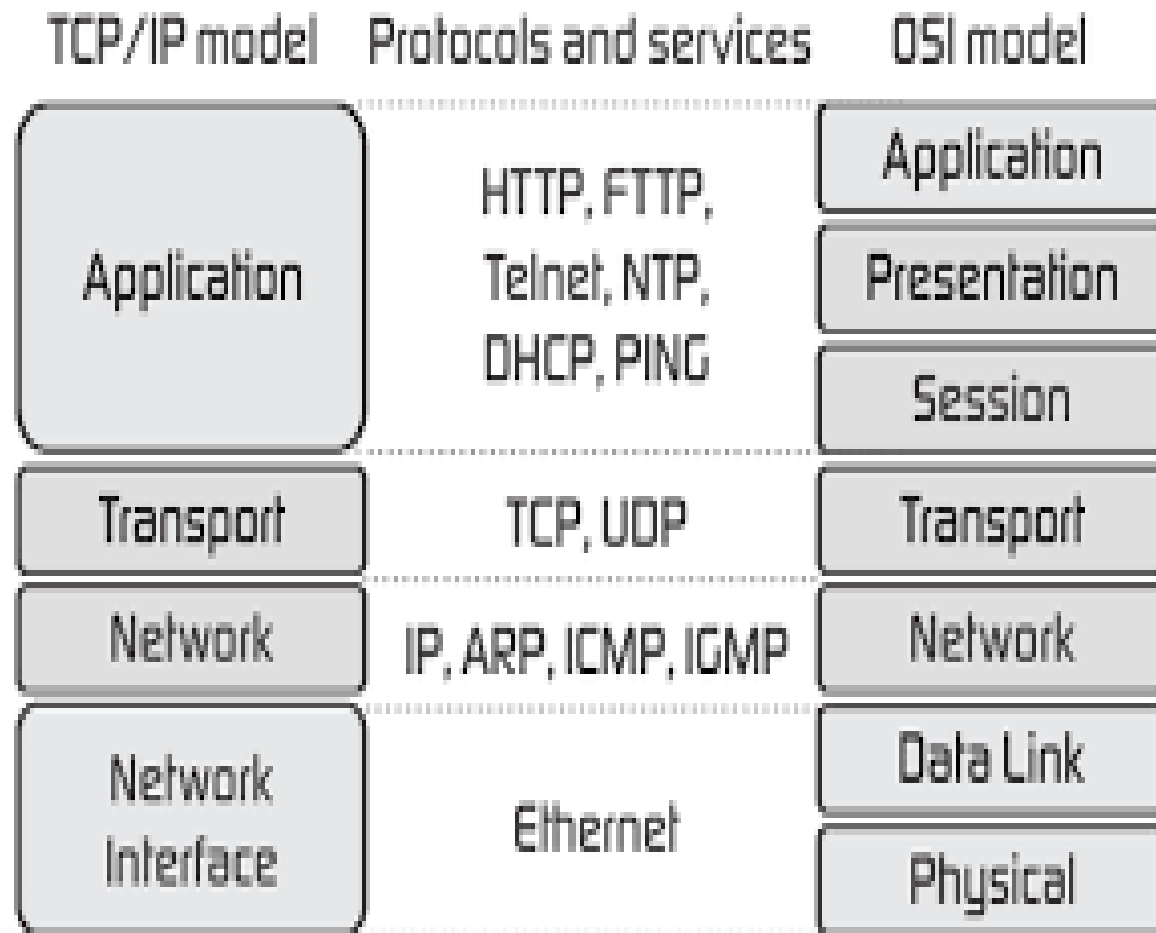 TCP/IP model Protocols and services OSI model
Application
HTTP, FTTP,
Telnet, NTP,
DHCP, PING
Application
Presentation
Session
Transport
TCP, UDP
Transport
Network
IP, ARP, ICMP, IGMP
Network
Network
Interface
Ethernet
Data Link
Physical